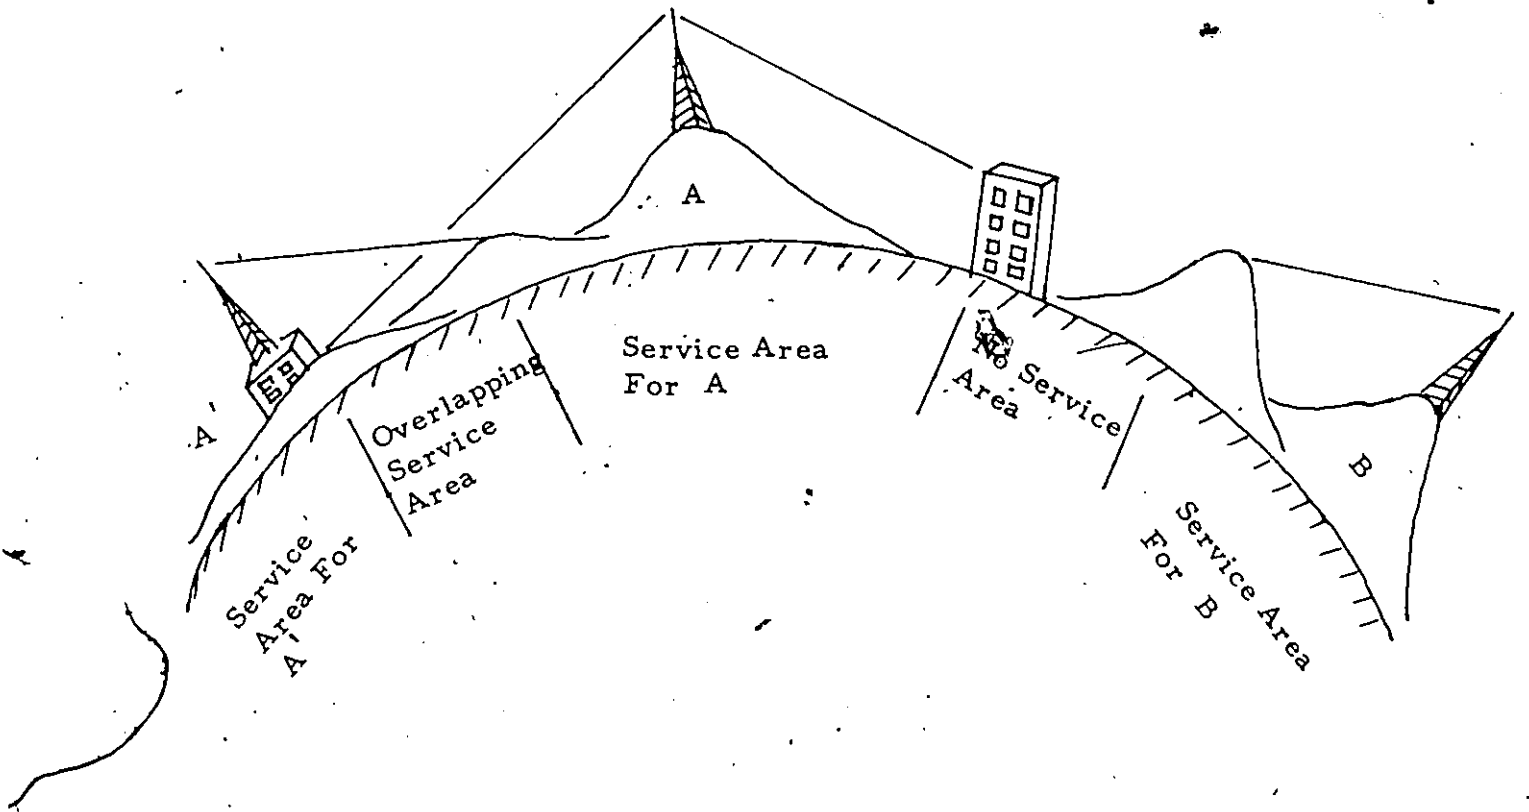 A
A'
B
Service
Area For
A'
Overlapping
Service
Area
Service Area
For A
No Service
Area
Service Area
For B